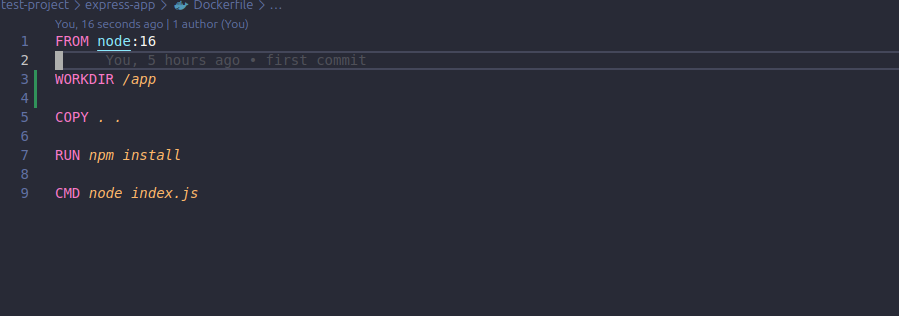 test-project > express-app > Dockerfile > ...
You, 16 seconds ago | 1 author (You)
1 FROM node:16
2 You, 5 hours ago • first commit
3 WORKDIR /app
4
5 COPY . .
6
7 RUN npm install
8
9 CMD node index.js